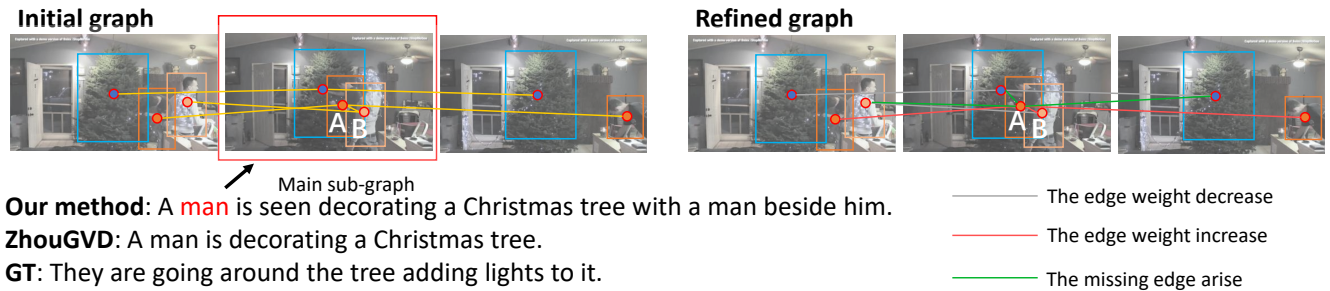 Initial graph
Refined graph
A
B
A
B
Main sub-graph
Our method: A man is seen decorating a Christmas tree with a man beside him.
ZhouGVD: A man is decorating a Christmas tree.
GT: They are going around the tree adding lights to it.
The edge weight decrease
The edge weight increase
The missing edge arise